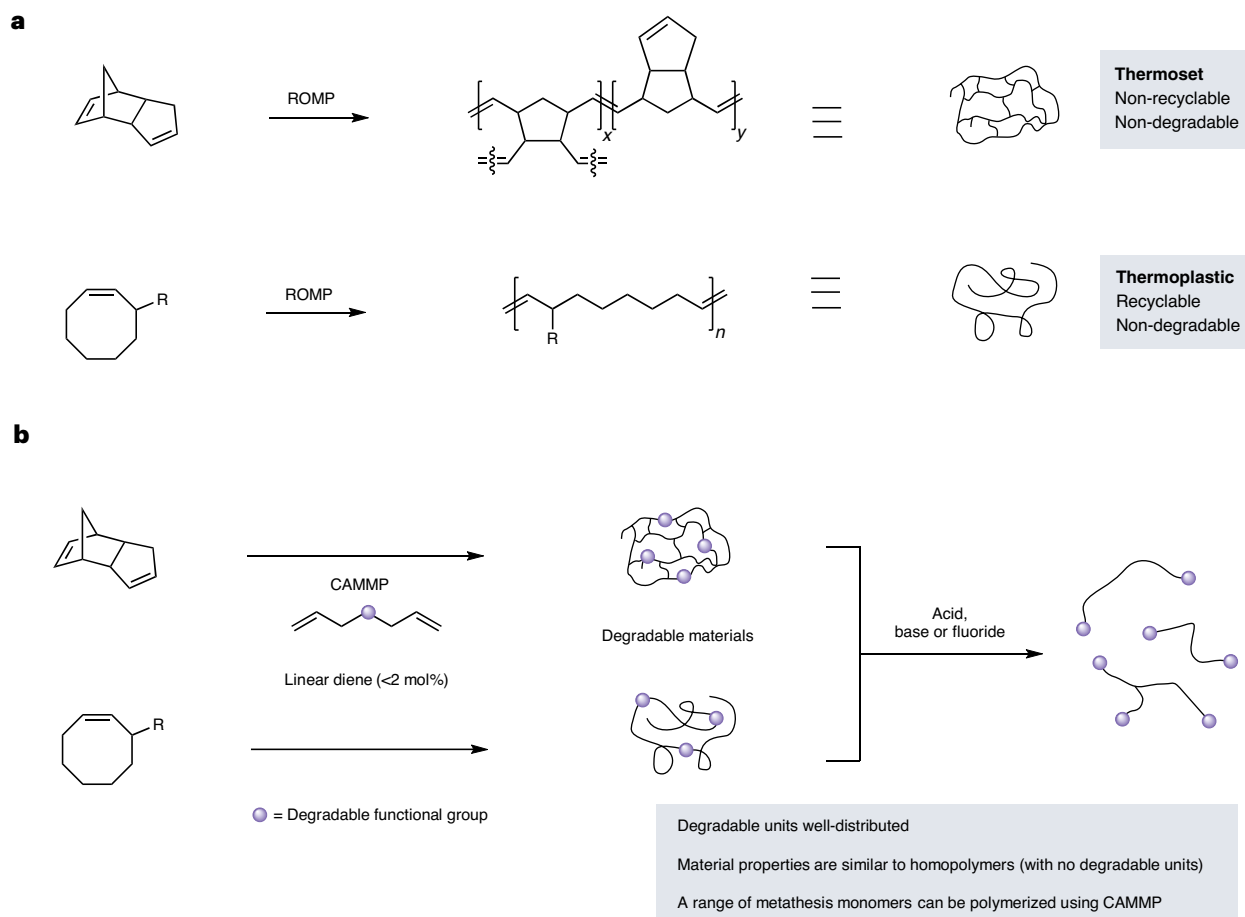 a
ROMP
x
y
Thermoset
Non-recyclable
Non-degradable
R
ROMP
R
n
Thermoplastic
Recyclable
Non-degradable
b
CAMMP
Linear diene (<2 mol%)
R
= Degradable functional group
Degradable materials
Acid,
base or fluoride
Degradable units well-distributed
Material properties are similar to homopolymers (with no degradable units)
A range of metathesis monomers can be polymerized using CAMMP